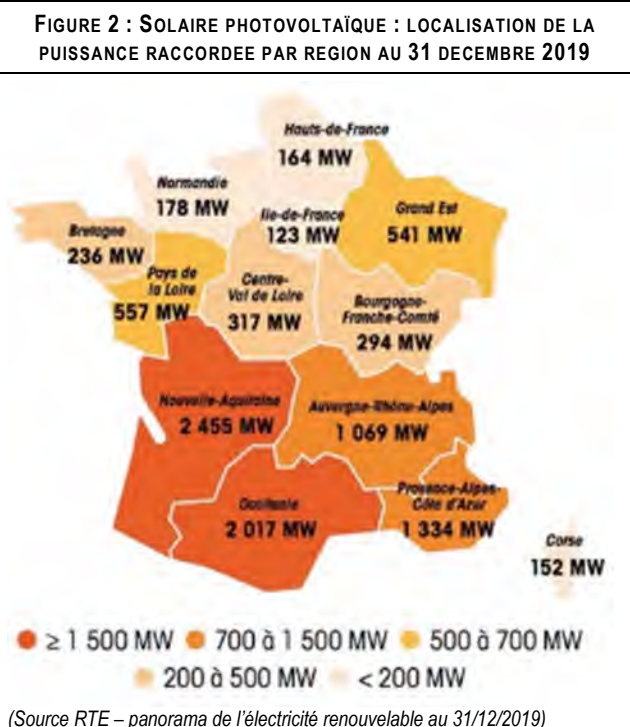 FIGURE 2 : SOLAIRE PHOTOVOLTAÏQUE : LOCALISATION DE LA
PUISSANCE RACCORDEE PAR REGION AU 31 DECEMBRE 2019
Hauts-de-France
164 MW
Normandie
178 MW
Ile-de-France
123 MW
Grand Est
541 MW
Bretagne
236 MW
Pays de
la Loire
557 MW
Centre-
Val de Loire
317 MW
Bourgogne-
Franche-Comté
294 MW
Nouvelle-Aquitaine
2 455 MW
Auvergne-Rhône-Alpes
1 069 MW
Occitanie
2 017 MW
Provence-Alpes-
Côte d'Azur
1 334 MW
Corse
152 MW
≥ 1 500 MW 700 à 1 500 MW 500 à 700 MW
200 à 500 MW < 200 MW
(Source RTE – panorama de l'électricité renouvelable au 31/12/2019)